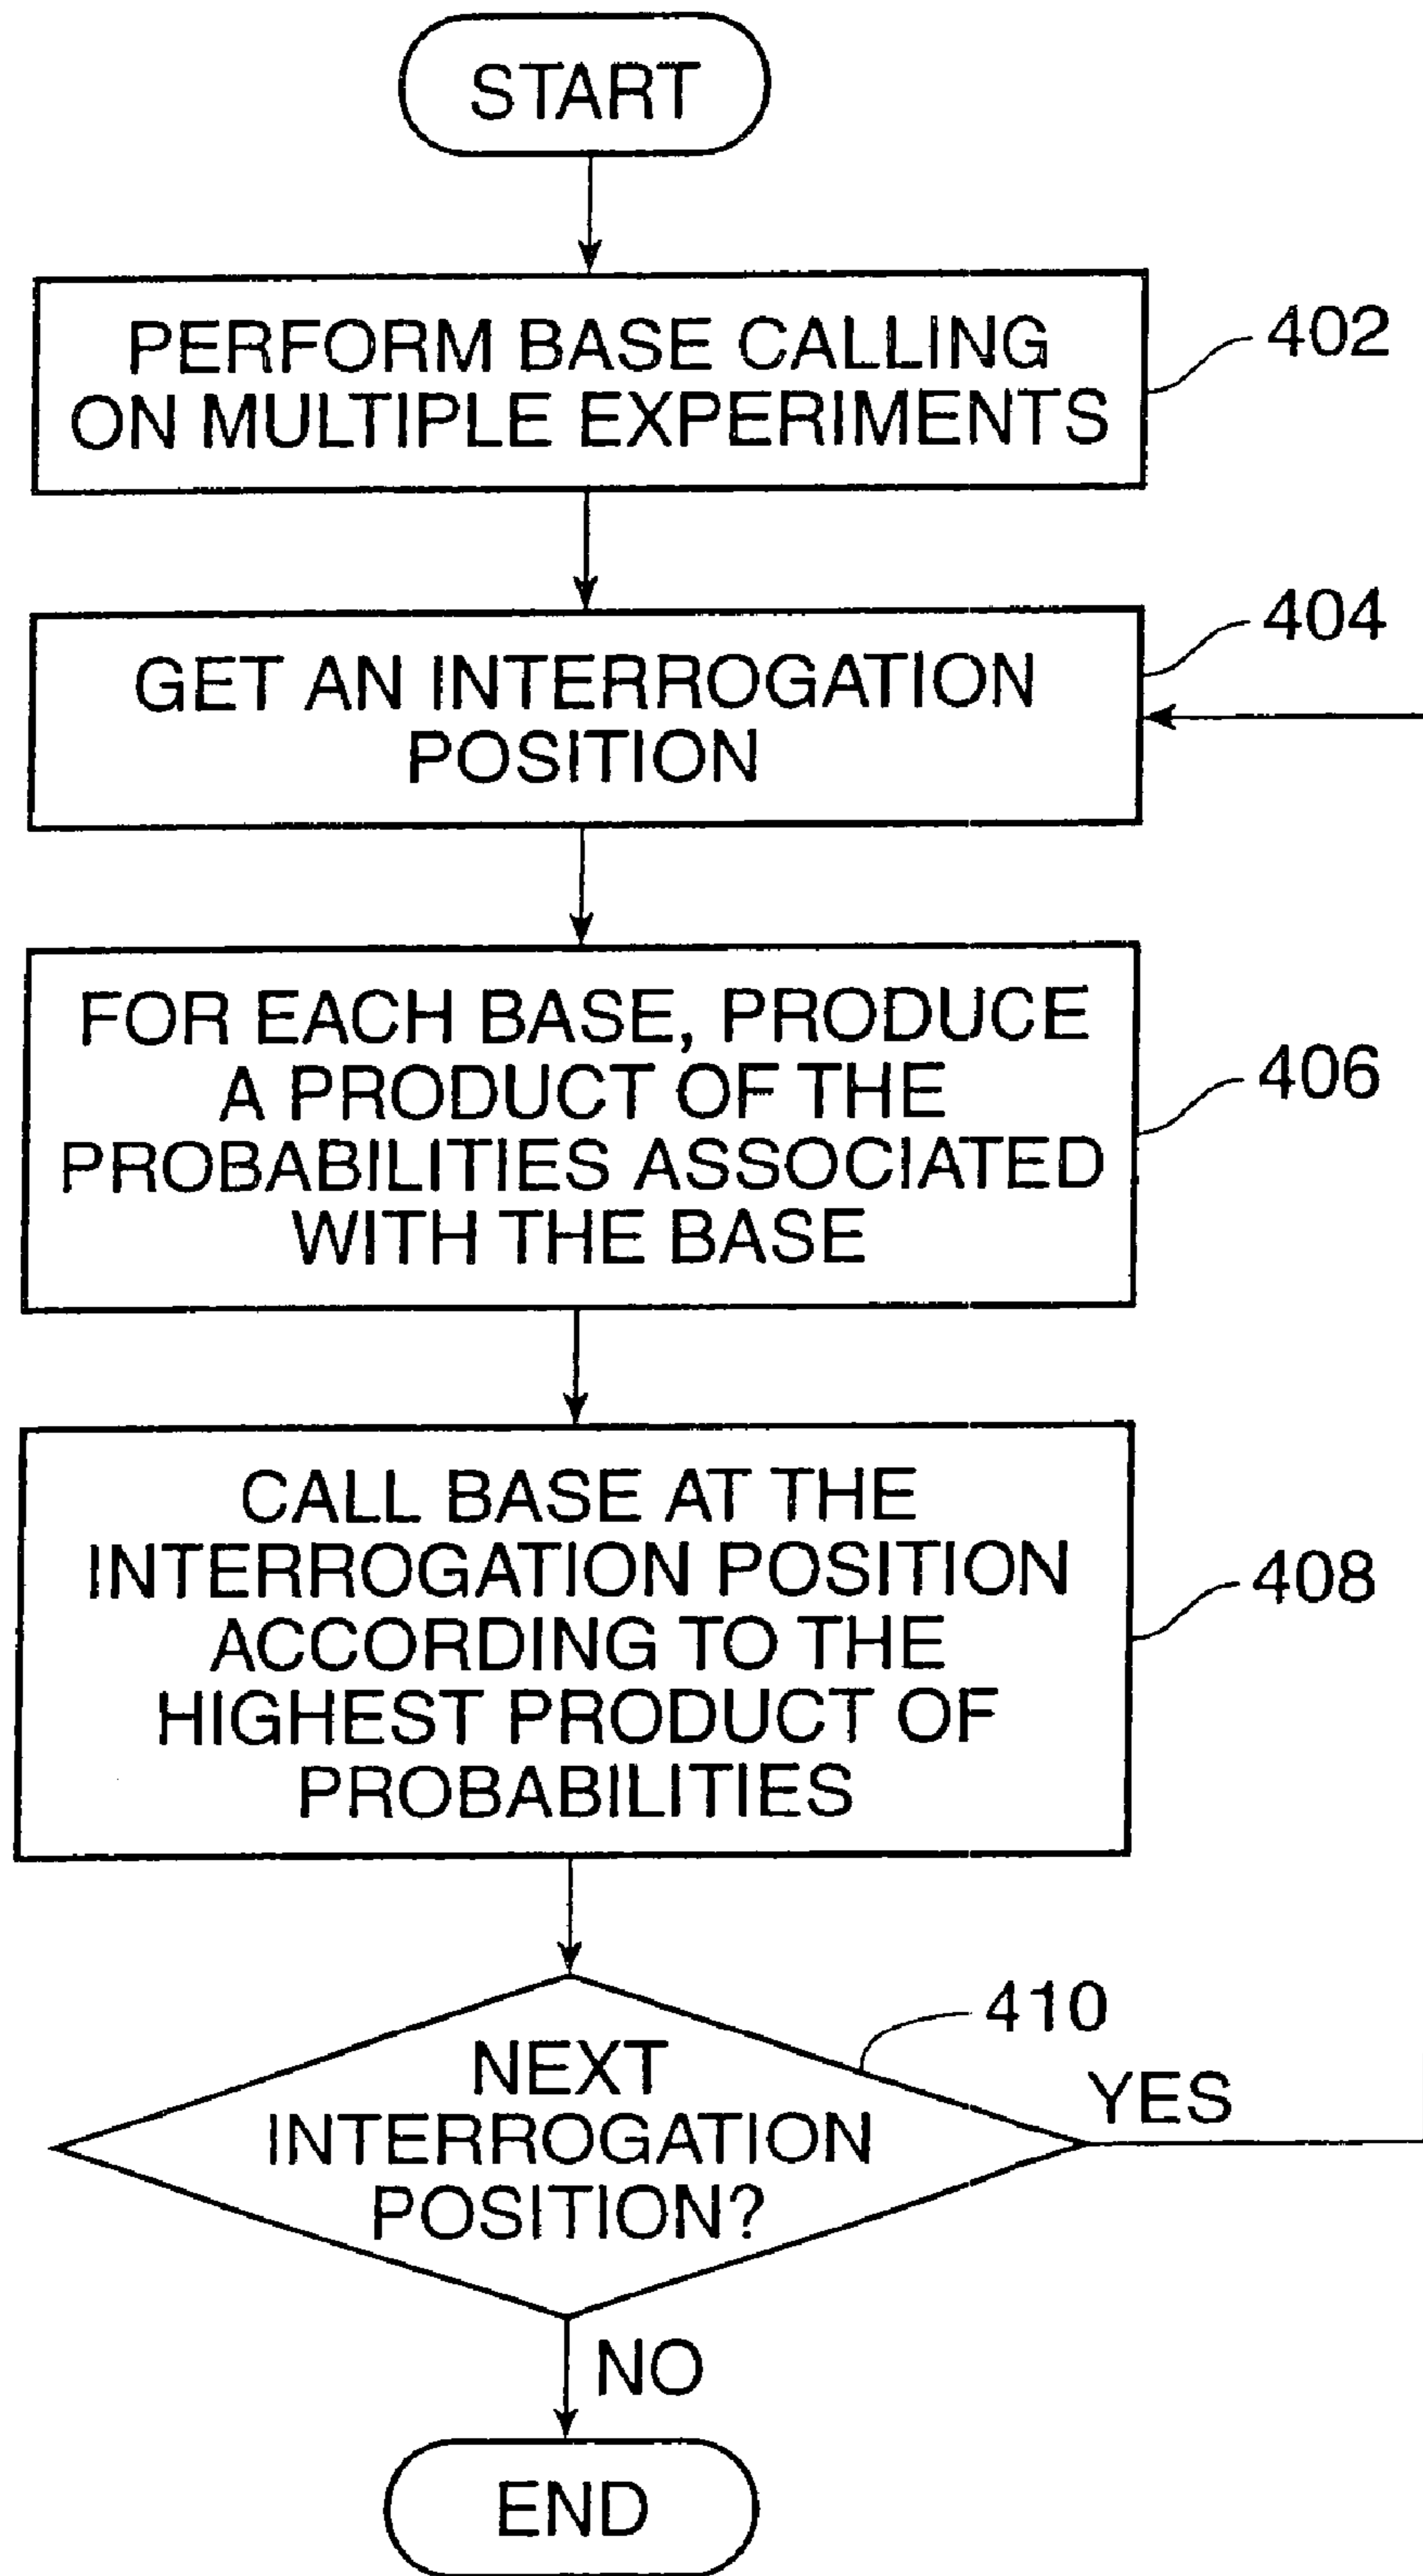 START
PERFORM BASE CALLING
ON MULTIPLE EXPERIMENTS
402
GET AN INTERROGATION
POSITION
404
FOR EACH BASE, PRODUCE
A PRODUCT OF THE
PROBABILITIES ASSOCIATED
WITH THE BASE
406
CALL BASE AT THE
INTERROGATION POSITION
ACCORDING TO THE
HIGHEST PRODUCT OF
PROBABILITIES
408
NEXT
INTERROGATION
POSITION?
410
YES
NO
END